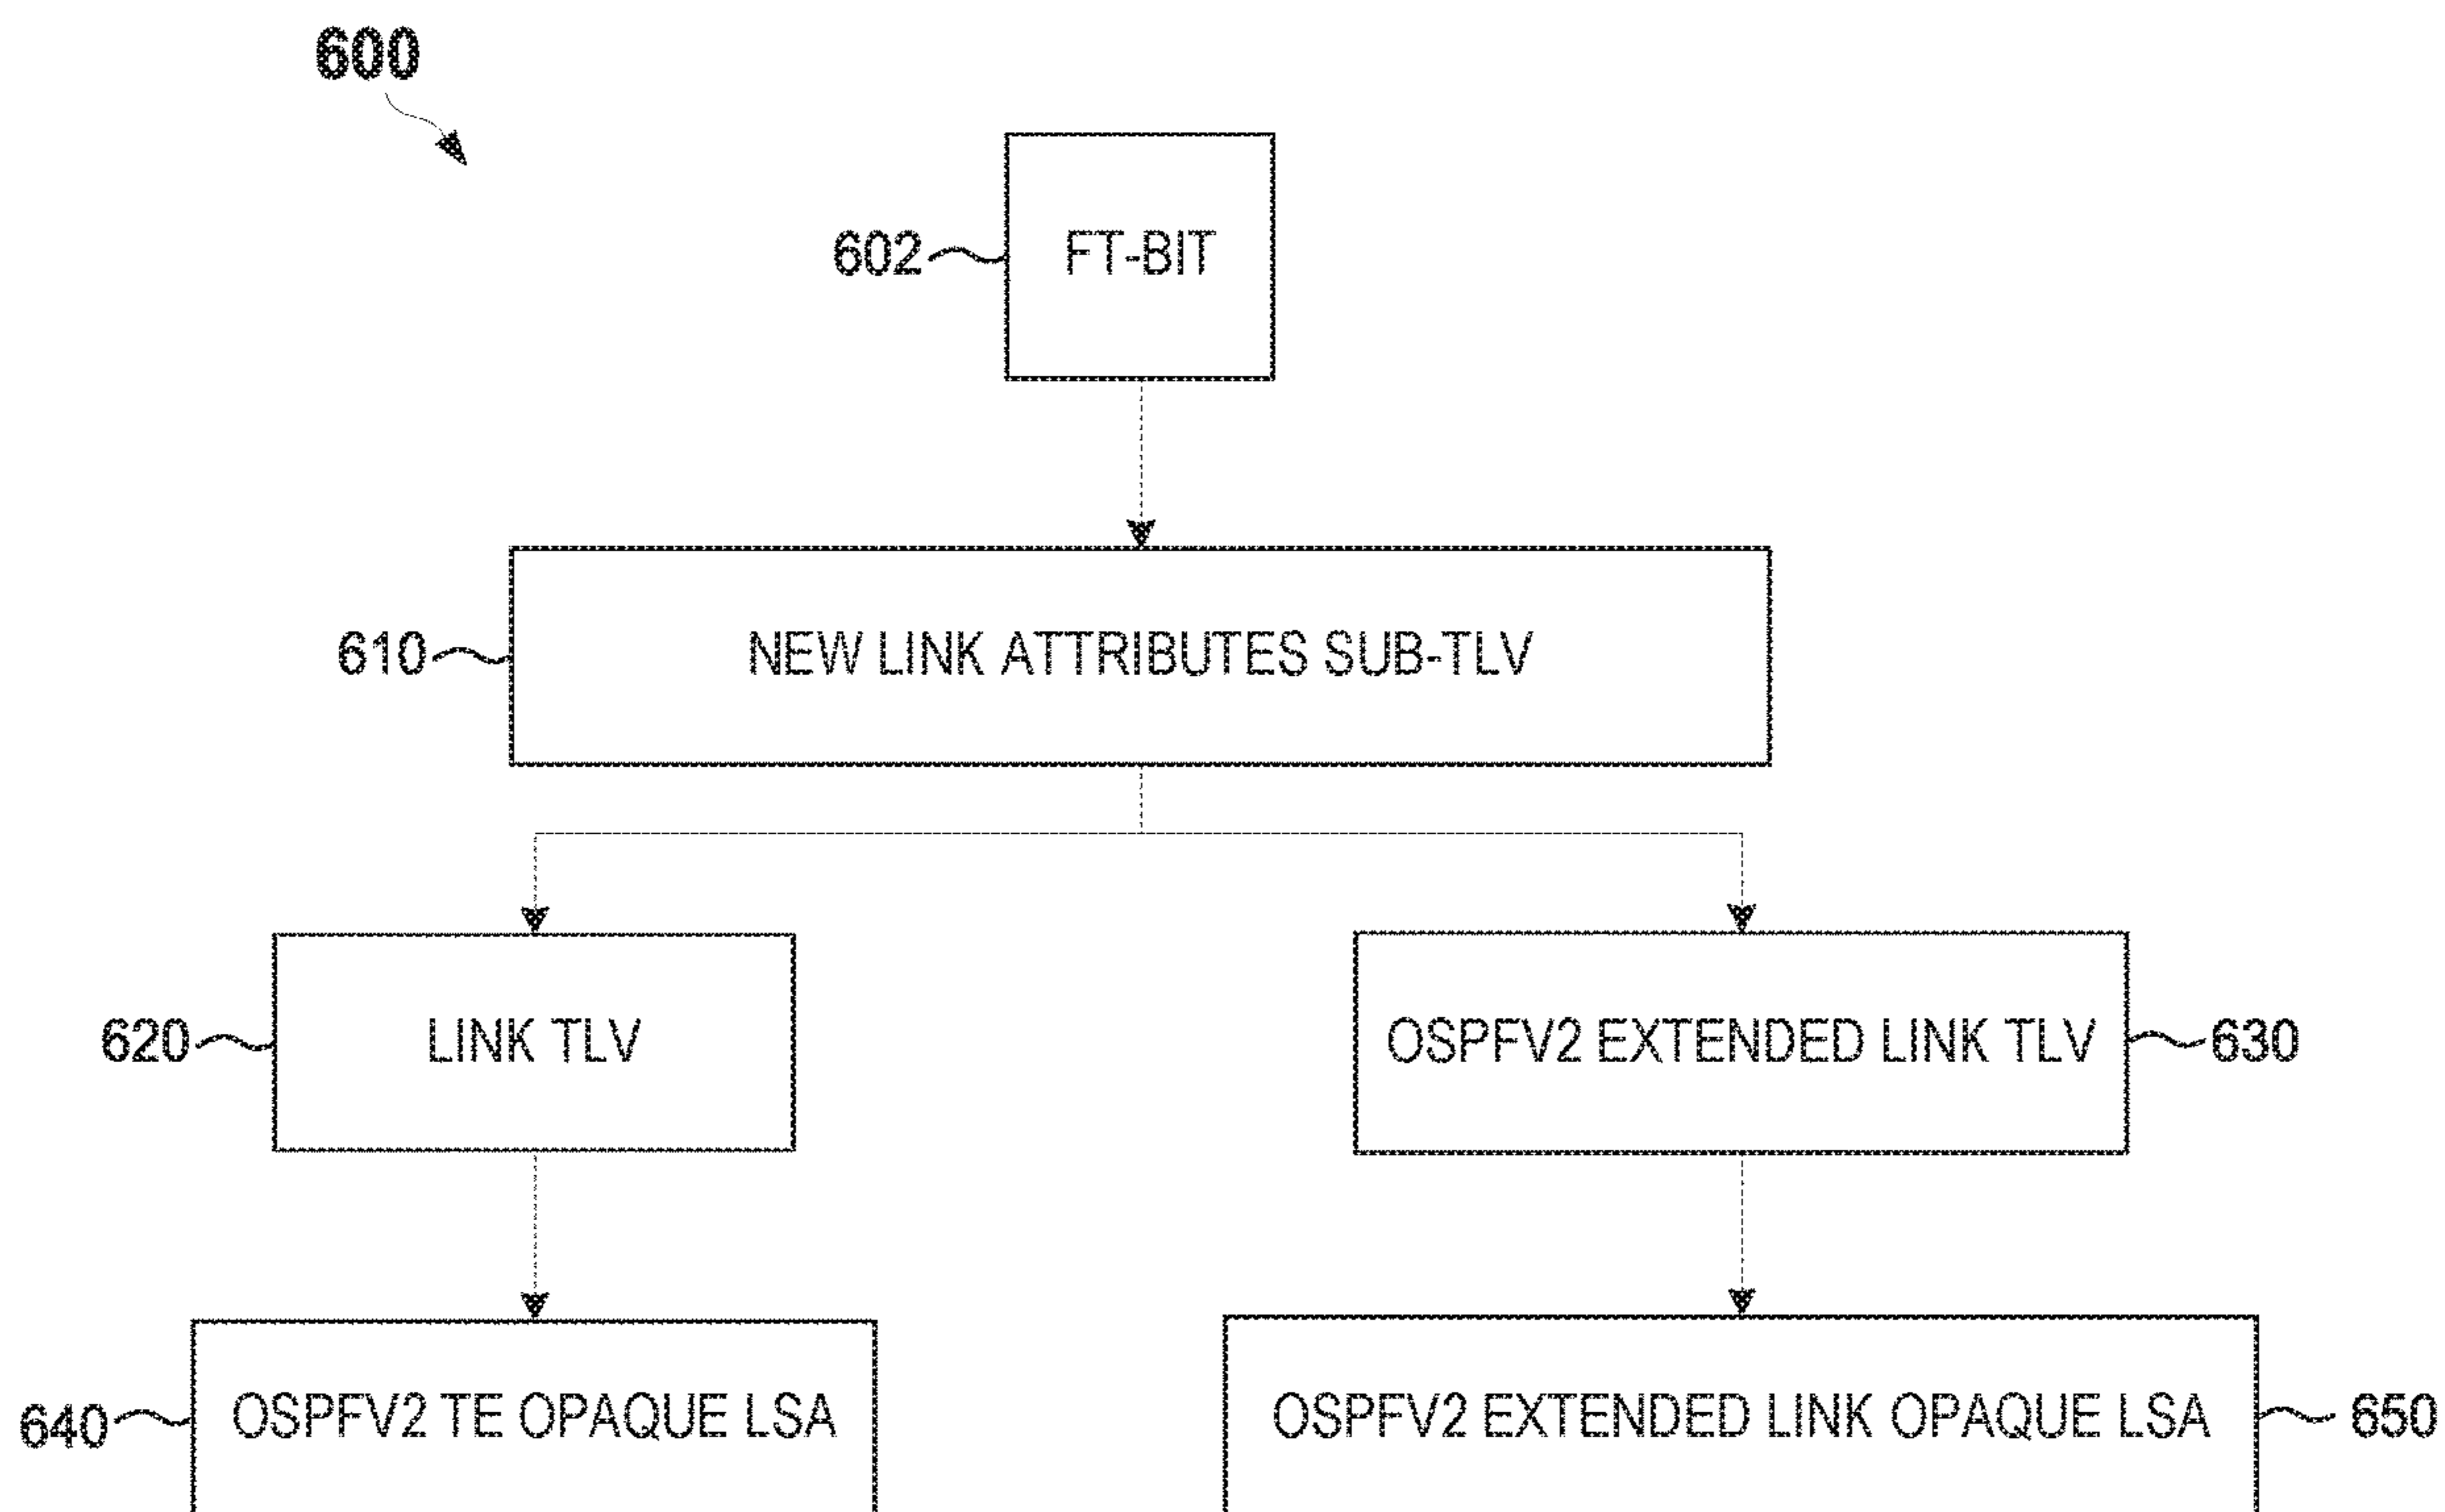 600
602
FT-BIT
610
NEW LINK ATTRIBUTES SUB-TLV
620
LINK TLV
OSPFV2 EXTENDED LINK TLV
630
640
OSPFV2 TE OPAQUE LSA
OSPFV2 EXTENDED LINK OPAQUE LSA
650